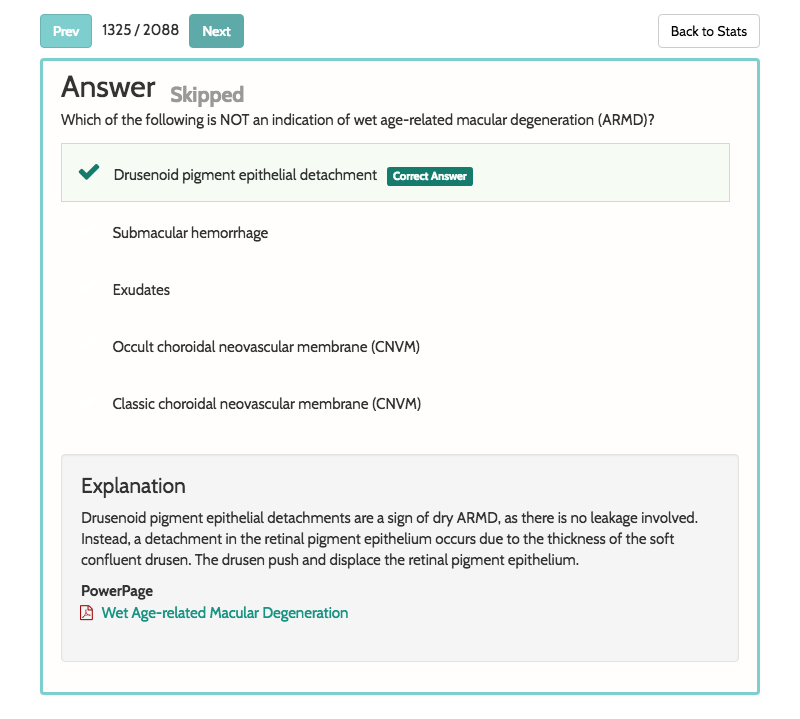 Prev 1325 / 2088 Next Back to Stats
Answer Skipped
Which of the following is NOT an indication of wet age-related macular degeneration (ARMD)?
Drusenoid pigment epithelial detachment Correct Answer
Submacular hemorrhage
Exudates
Occult choroidal neovascular membrane (CNVM)
Classic choroidal neovascular membrane (CNVM)
Explanation
Drusenoid pigment epithelial detachments are a sign of dry ARMD, as there is no leakage involved.
Instead, a detachment in the retinal pigment epithelium occurs due to the thickness of the soft
confluent drusen. The drusen push and displace the retinal pigment epithelium.
PowerPage
Wet Age-related Macular Degeneration